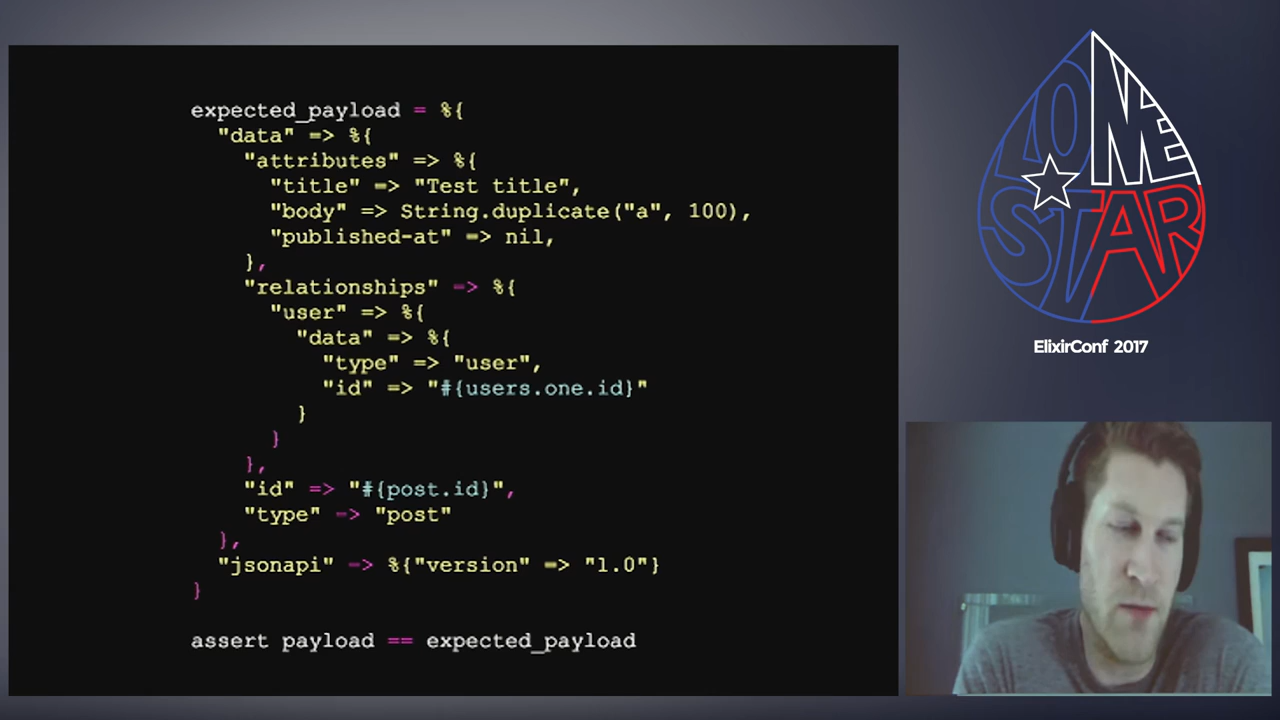 expected_payload = %{
  "data" => %{
    "attributes" => %{
      "title" => "Test title",
      "body" => String.duplicate("a", 100),
      "published-at" => nil,
    },
    "relationships" => %{
      "user" => %{
        "data" => %{
          "type" => "user",
          "id" => "#{users.one.id}"
        }
      }
    },
    "id" => "#{post.id}",
    "type" => "post"
  },
  "jsonapi" => %{"version" => "1.0"}
}
assert payload == expected_payload
LONE
STAR
ElixirConf 2017